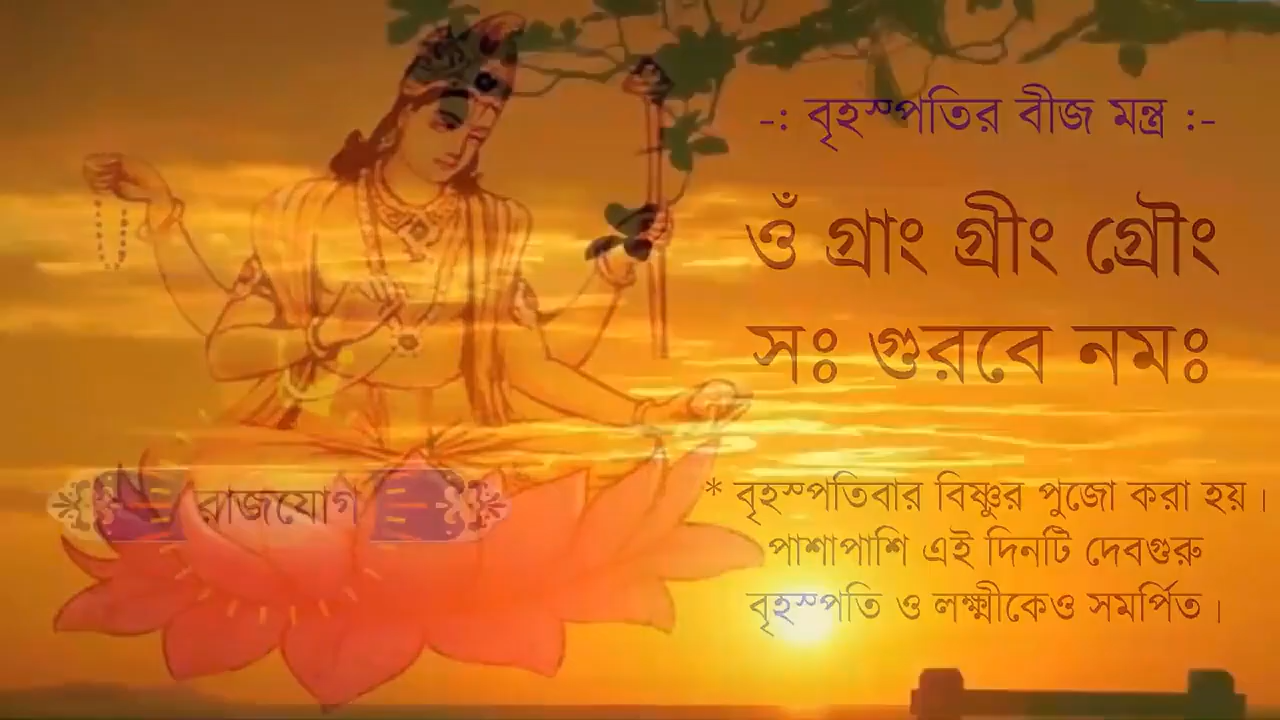 -: বৃহস্পতির বীজ মন্ত্র :-
ওঁ গ্রাং গ্রীং গ্রৌং
সঃ গুরবে নমঃ
রাজযোগ
* বৃহস্পতিবার বিষ্ণুর পুজো করা হয়।
পাশাপাশি এই দিনটি দেবগুরু
বৃহস্পতি ও লক্ষ্মীকেও সমর্পিত।